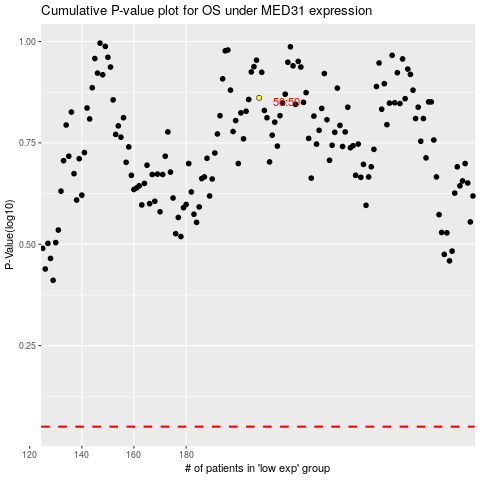 Cumulative P-value plot for OS under MED31 expression
P-Value(log10)
1.00
0.75
0.50
0.25
50:50
120 140 160 180
# of patients in 'low exp' group